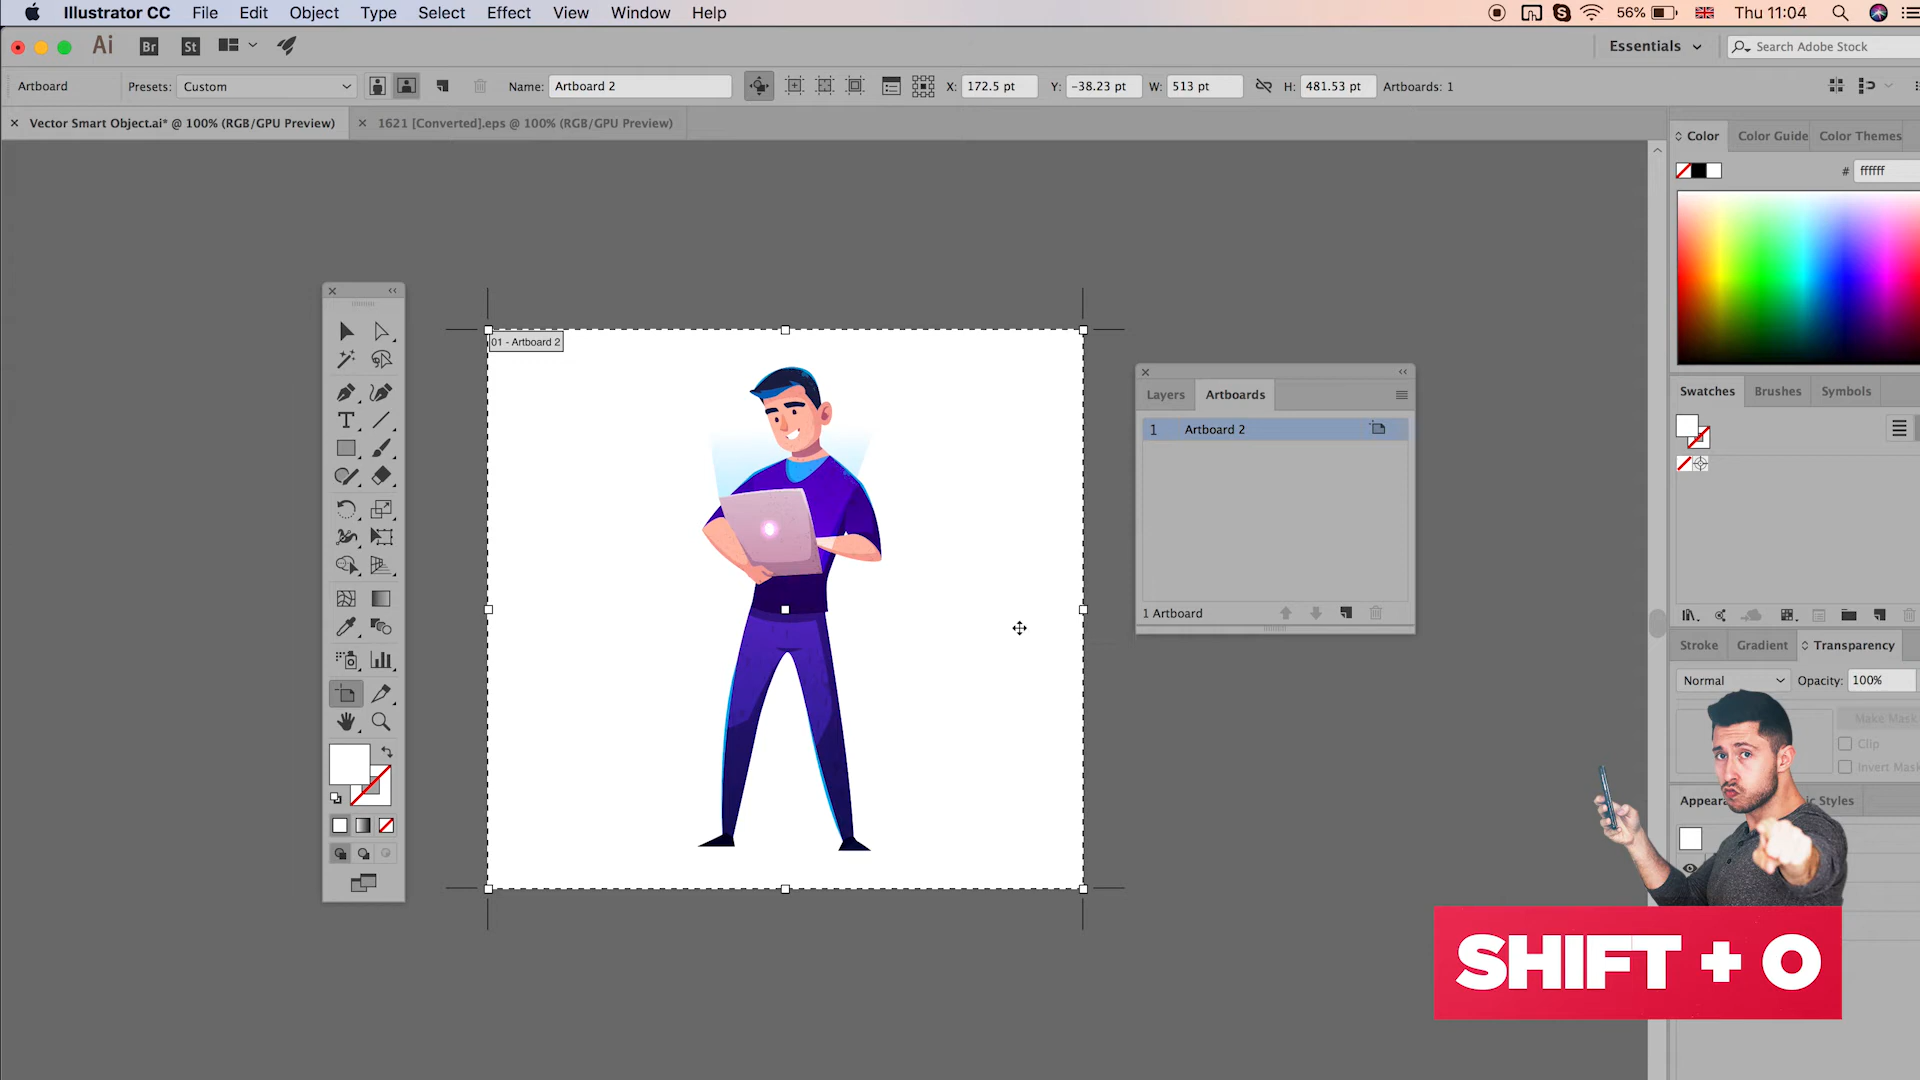 Illustrator CC File Edit Object Type Select Effect View Window Help
56% Thu 11:04
Ai Br St
Essentials Search Adobe Stock
Artboard Presets: Custom Name: Artboard 2 X: 172.5 pt Y: -38.23 pt W: 513 pt H: 481.53 pt Artboards: 1
Vector Smart Object.ai* @ 100% (RGB/GPU Preview) 1621 [Converted].eps @ 100% (RGB/GPU Preview)
Color Color Guide Color Themes
# ffffff
01 - Artboard 2
Layers Artboards
1 Artboard 2
1 Artboard
Swatches Brushes Symbols
Stroke Gradient Transparency
Normal Opacity: 100%
Make Mask
Clip
Invert Mask
Styles
SHIFT + O